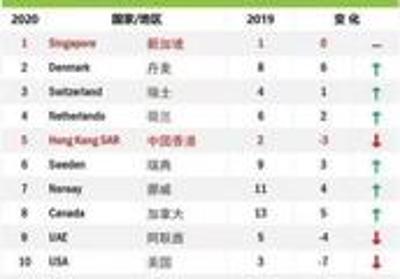 2020 国家/地区 2019 变化
1 Singapore 新加坡 1 0 –
2 Denmark 丹麦 8 6 ↑
3 Switzerland 瑞士 4 1 ↑
4 Netherlands 荷兰 6 2 ↑
5 Hong Kong SAR 中国香港 2 -3 ↓
6 Sweden 瑞典 9 3 ↑
7 Norway 挪威 11 4 ↑
8 Canada 加拿大 13 5 ↑
9 UAE 阿联酋 5 -4 ↓
10 USA 美国 3 -7 ↓